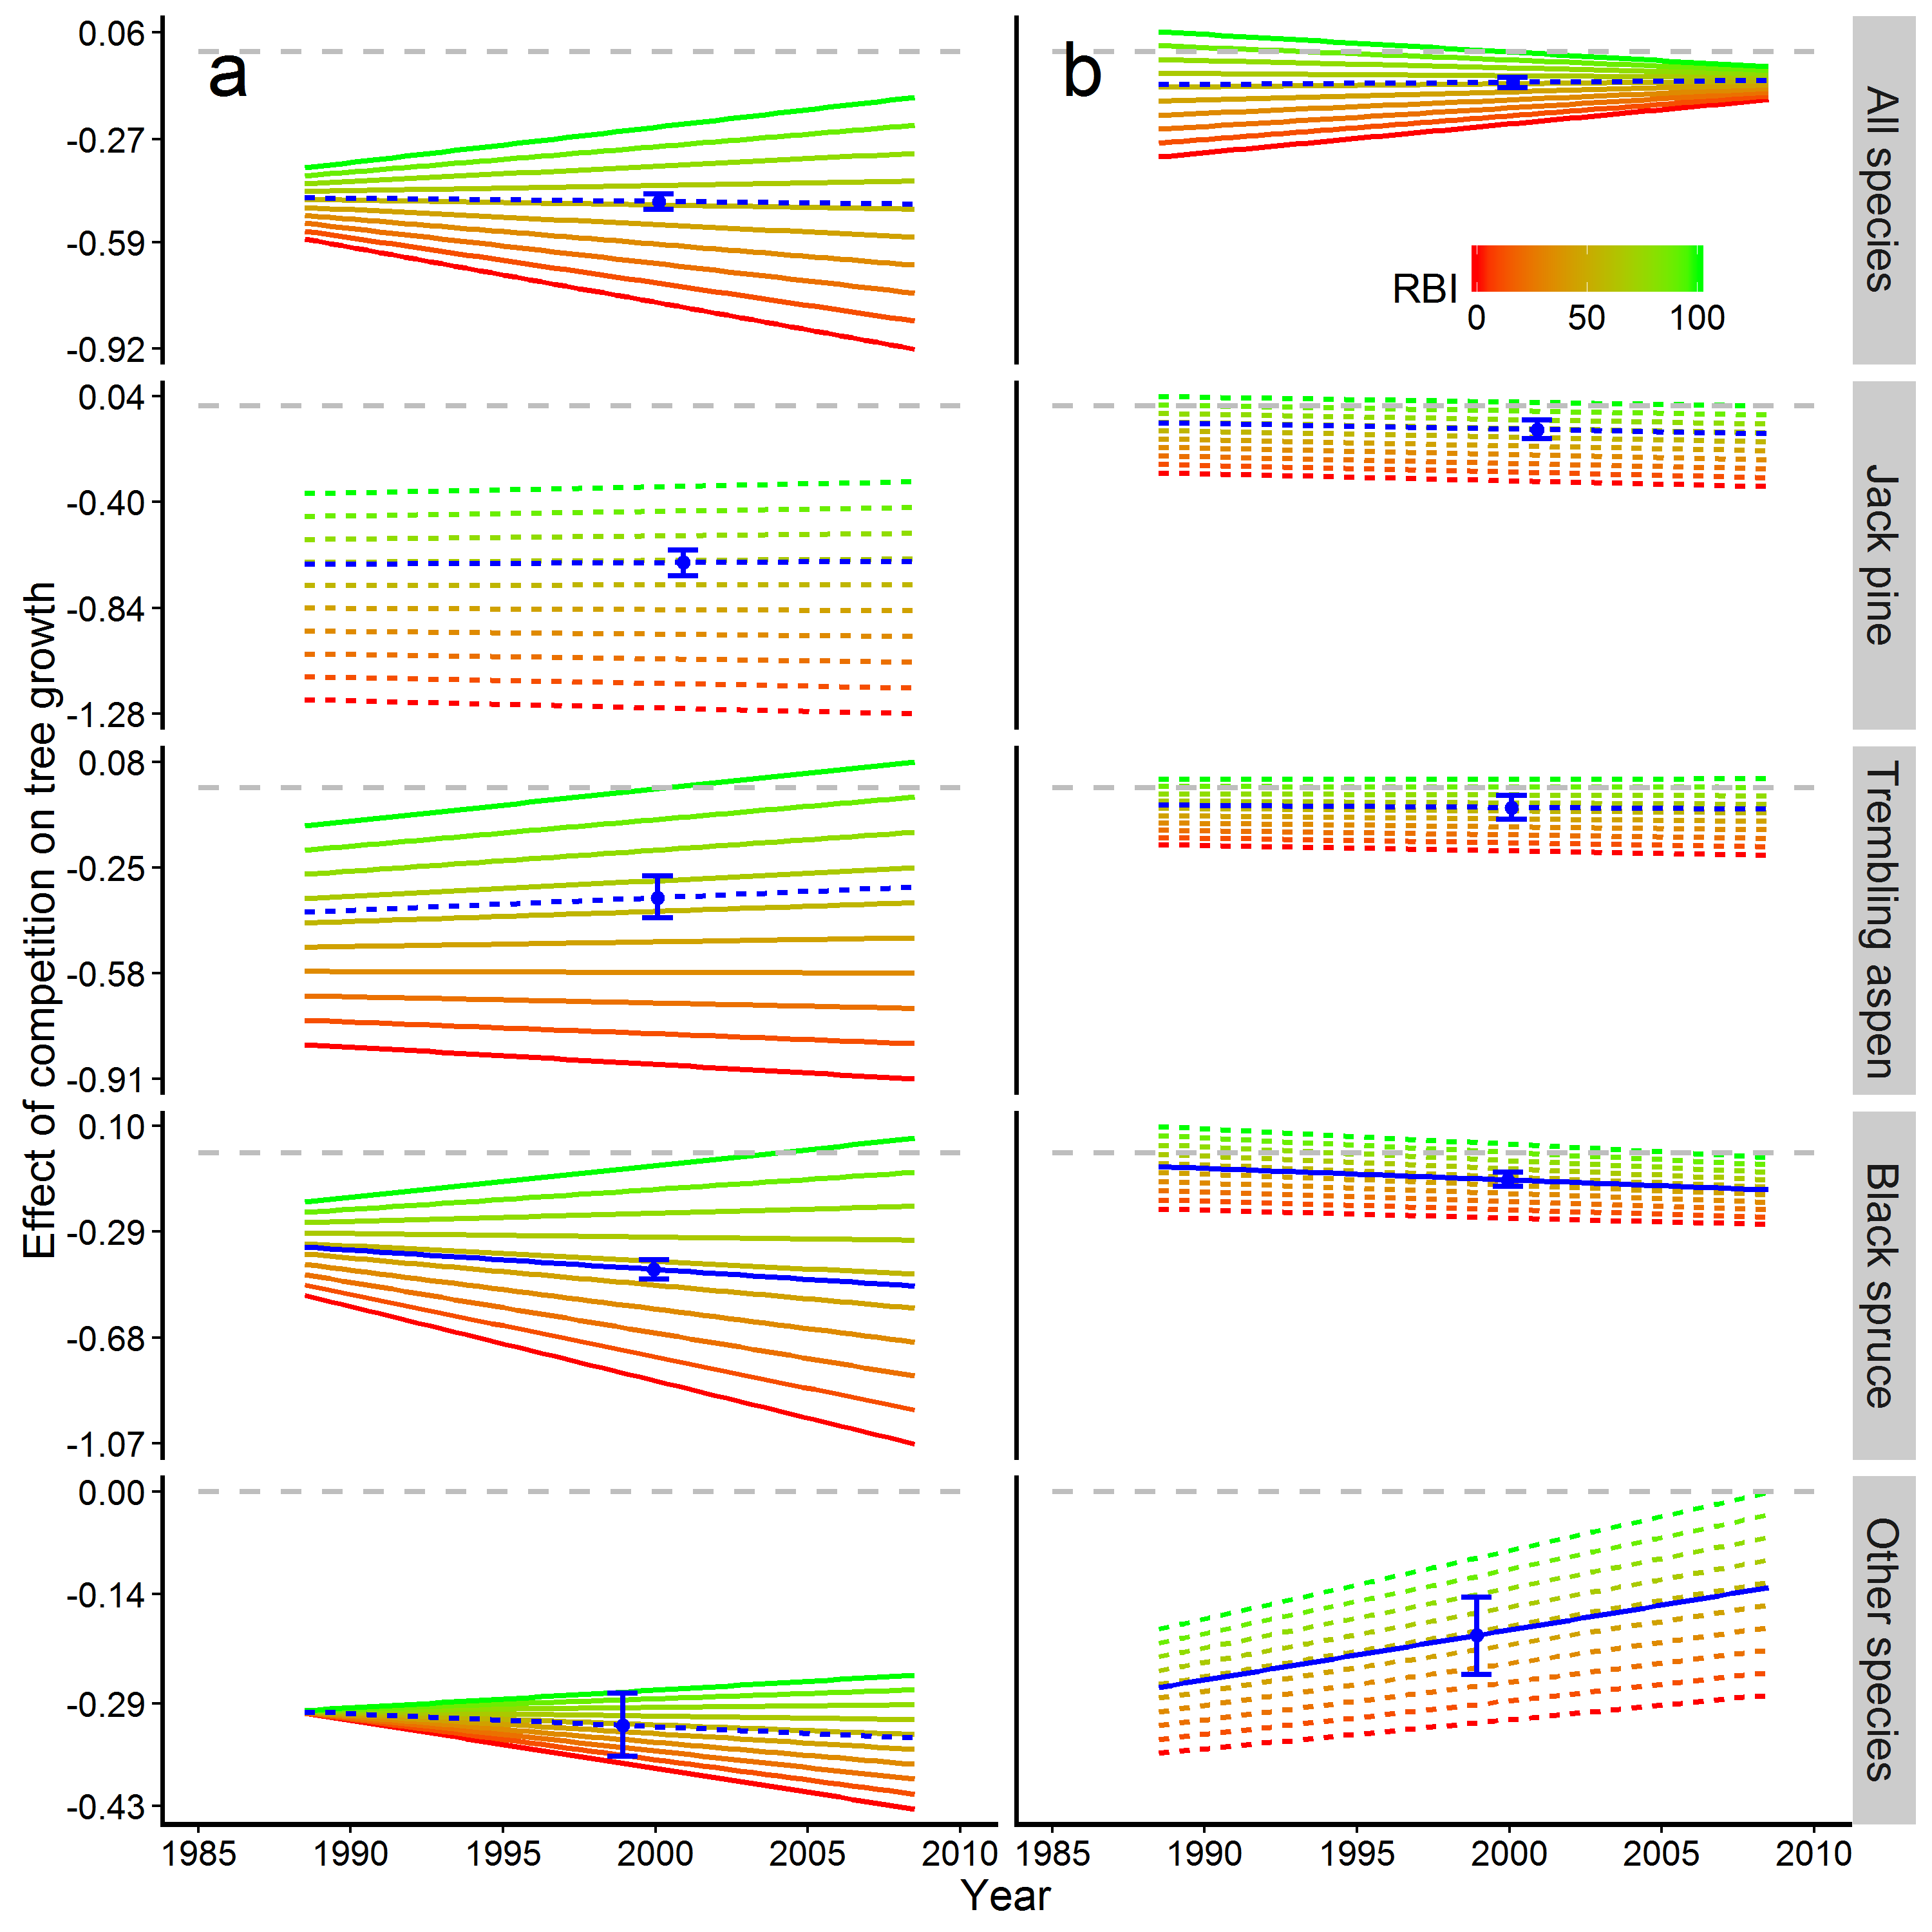 a
b
0.06
-0.27
-0.59
-0.92
All species
RBI
0 50 100
0.04
-0.40
-0.84
-1.28
Jack pine
0.08
-0.25
-0.58
-0.91
Trembling aspen
0.10
-0.29
-0.68
-1.07
Black spruce
0.00
-0.14
-0.29
-0.43
Other species
Effect of competition on tree growth
1985 1990 1995 2000 2005 2010
1985 1990 1995 2000 2005 2010
Year